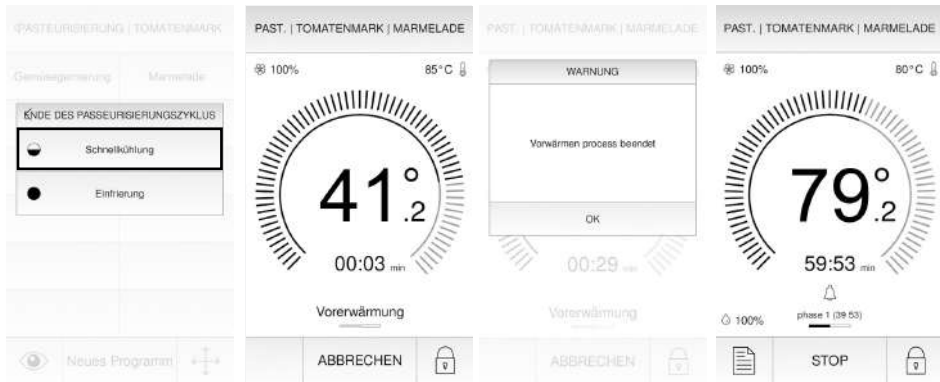 PASTEURISIERUNG | TOMATENMARK
Gemüsegernierung
Marmelade
ENDE DES PASSEURISIERUNGSZYKLUS
Schnellkühlung
Einfrierung
Neues Programm
PAST. | TOMATENMARK | MARMELADE
100%
85°C
41°.2
00:03 min
Vorerwärmung
ABBRECHEN
PAST. | TOMATENMARK | MARMELADE
WARNUNG
Vorwärmen process beendet
OK
00:29 min
Vorerwärmung
ABBRECHEN
PAST. | TOMATENMARK | MARMELADE
100%
80°C
79°.2
59:53 min
100%
phase 1 (39 53)
STOP